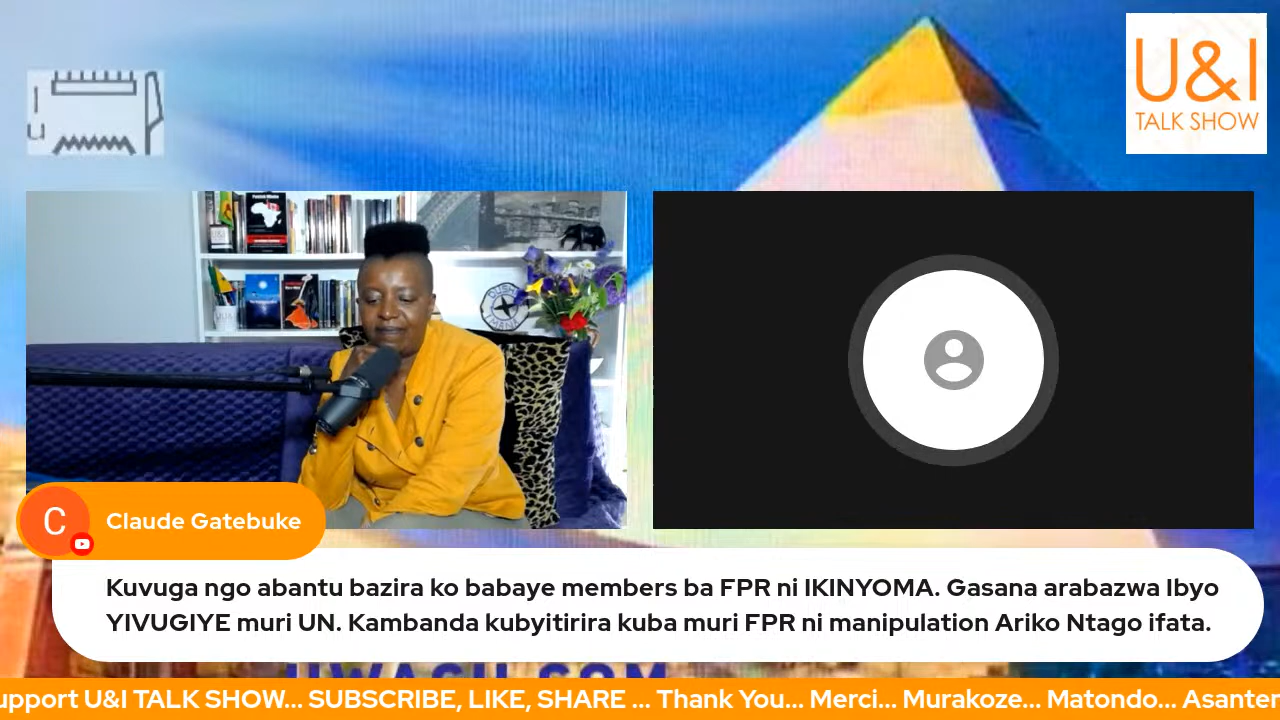 U&I
TALK SHOW
DUSA
IMANA
C
Claude Gatebuke
Kuvuga ngo abantu bazira ko babaye members ba FPR ni IKINYOMA. Gasana arabazwa Ibyo
YIVUGIYE muri UN. Kambanda kubyitirira kuba muri FPR ni manipulation Ariko Ntago ifata.
upport U&I TALK SHOW... SUBSCRIBE, LIKE, SHARE ... Thank You... Merci... Murakoze... Matondo... Asanter